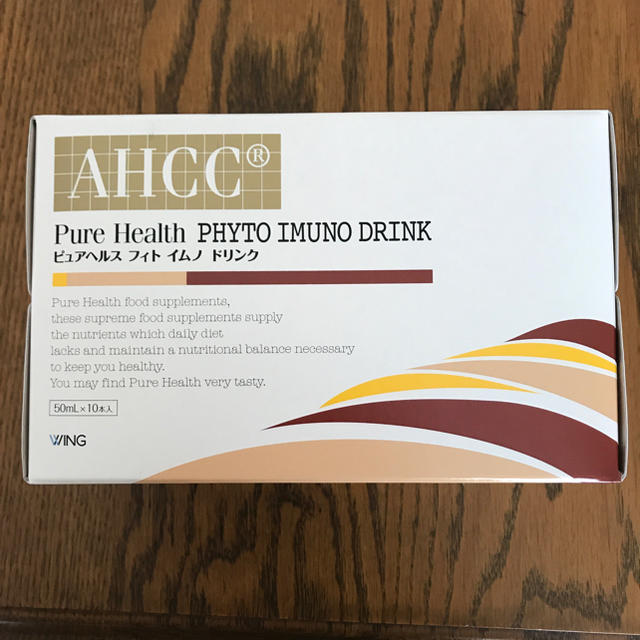 AHCC®
Pure Health PHYTO IMUNO DRINK
ピュアヘルス フィト イムノ ドリンク
Pure Health food supplements,
these supreme food supplements supply
the nutrients which daily diet
lacks and maintain a nutritional balance necessary
to keep you healthy.
You may find Pure Health very tasty.
50mL×10本入
WING